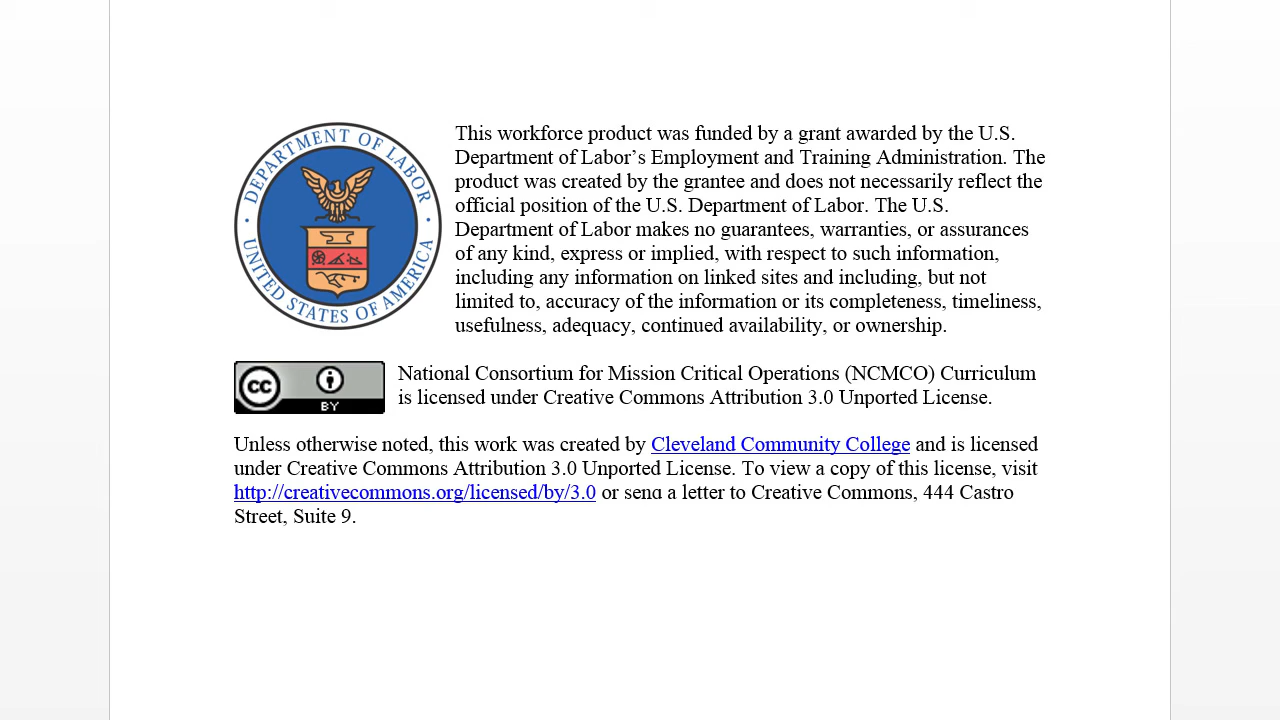 DEPARTMENT OF LABOR
UNITED STATES OF AMERICA
This workforce product was funded by a grant awarded by the U.S.
Department of Labor’s Employment and Training Administration. The
product was created by the grantee and does not necessarily reflect the
official position of the U.S. Department of Labor. The U.S.
Department of Labor makes no guarantees, warranties, or assurances
of any kind, express or implied, with respect to such information,
including any information on linked sites and including, but not
limited to, accuracy of the information or its completeness, timeliness,
usefulness, adequacy, continued availability, or ownership.
CC
BY
National Consortium for Mission Critical Operations (NCMCO) Curriculum
is licensed under Creative Commons Attribution 3.0 Unported License.
Unless otherwise noted, this work was created by Cleveland Community College and is licensed
under Creative Commons Attribution 3.0 Unported License. To view a copy of this license, visit
http://creativecommons.org/licensed/by/3.0 or send a letter to Creative Commons, 444 Castro
Street, Suite 9.